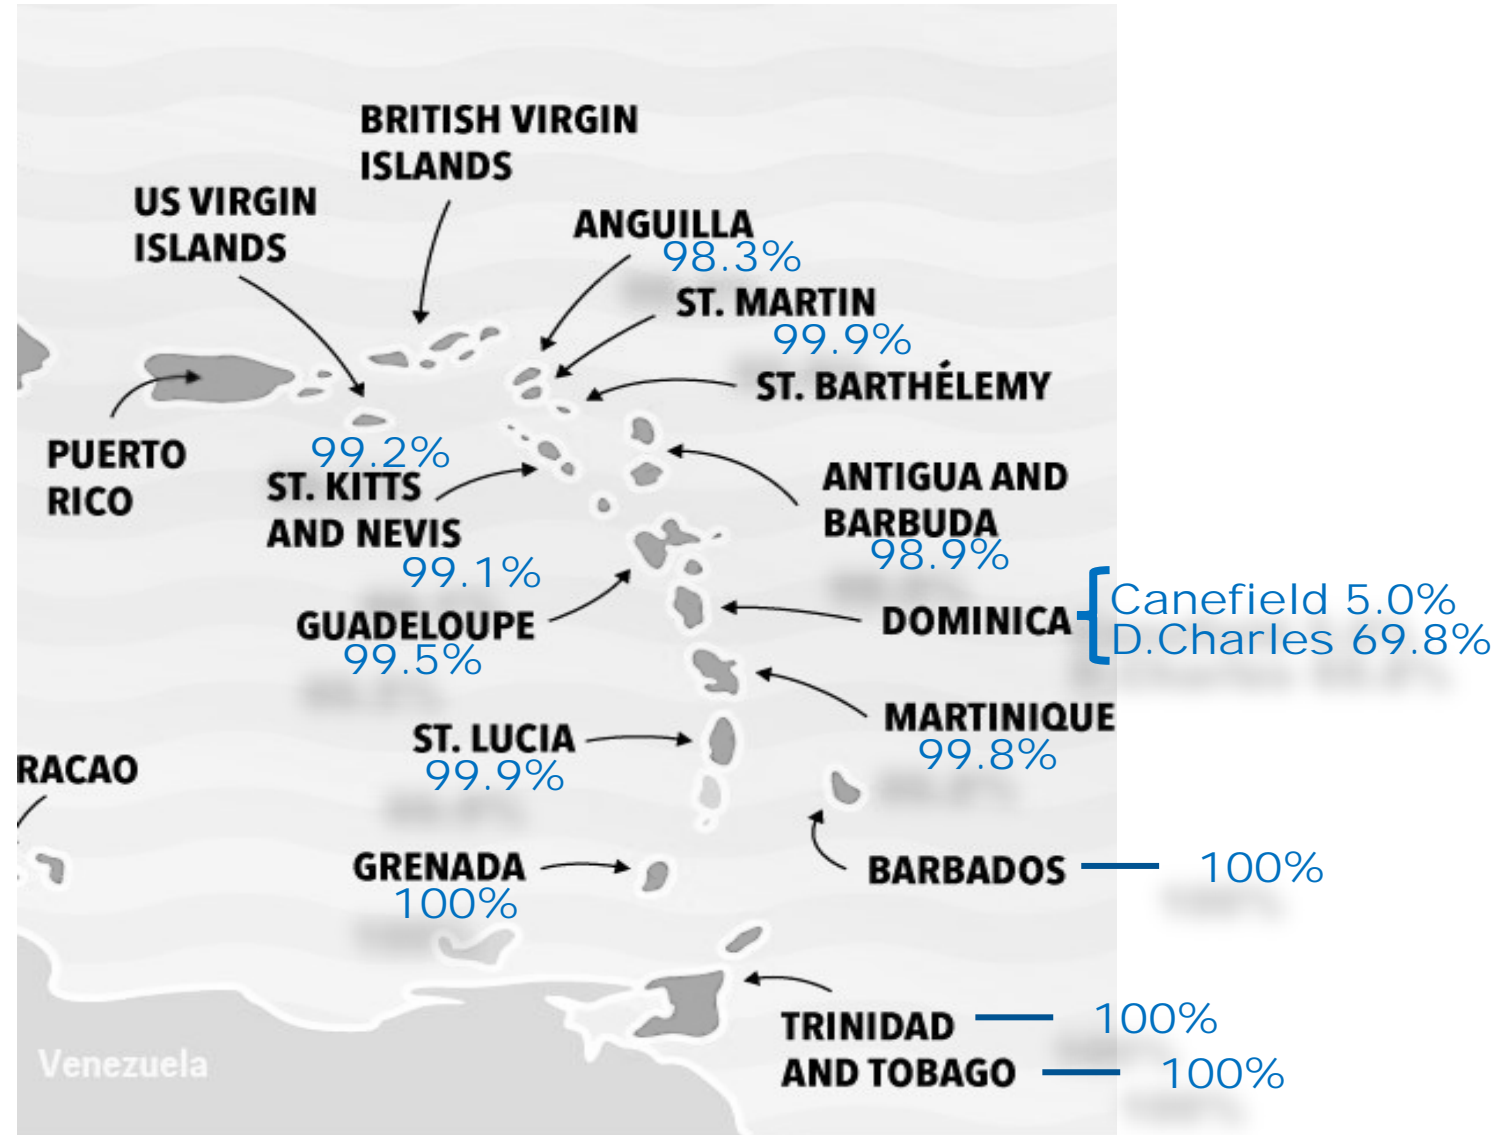 BRITISH VIRGIN
ISLANDS
US VIRGIN
ISLANDS
ANGUILLA
98.3%
ST. MARTIN
99.9%
ST. BARTHÉLEMY
PUERTO
RICO
99.2%
ST. KITTS
AND NEVIS
99.1%
ANTIGUA AND
BARBUDA
98.9%
GUADELOUPE
99.5%
DOMINICA
Canefield 5.0%
D.Charles 69.8%
MARTINIQUE
99.8%
ST. LUCIA
99.9%
RACAO
GRENADA
100%
BARBADOS
100%
TRINIDAD
100%
AND TOBAGO
100%
Venezuela